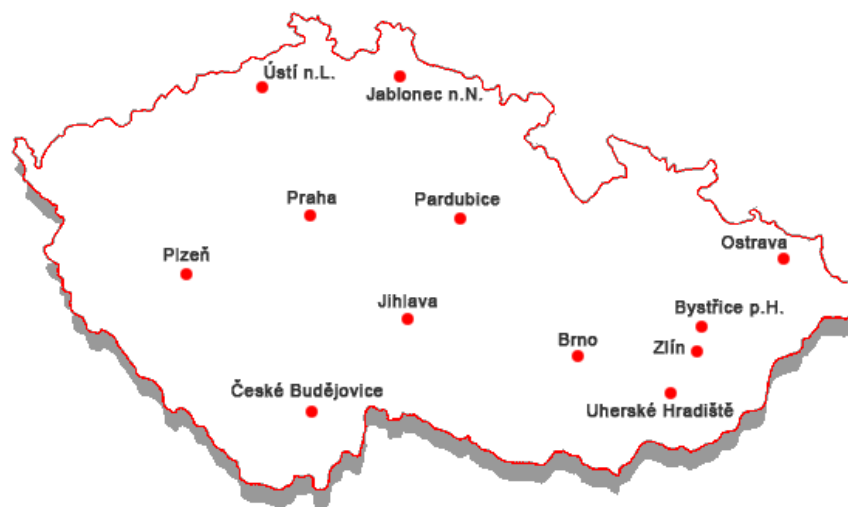 Ústí n.L.
Jablonec n.N.
Praha
Pardubice
Ostrava
Plzeň
Jihlava
Bystřice p.H.
Brno
Zlín
České Budějovice
Uherské Hradiště